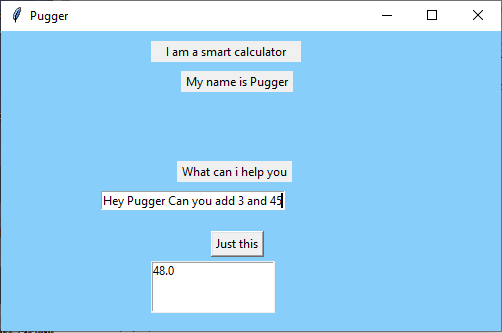 Pugger
I am a smart calculator
My name is Pugger
What can i help you
Hey Pugger Can you add 3 and 45
Just this
48.0